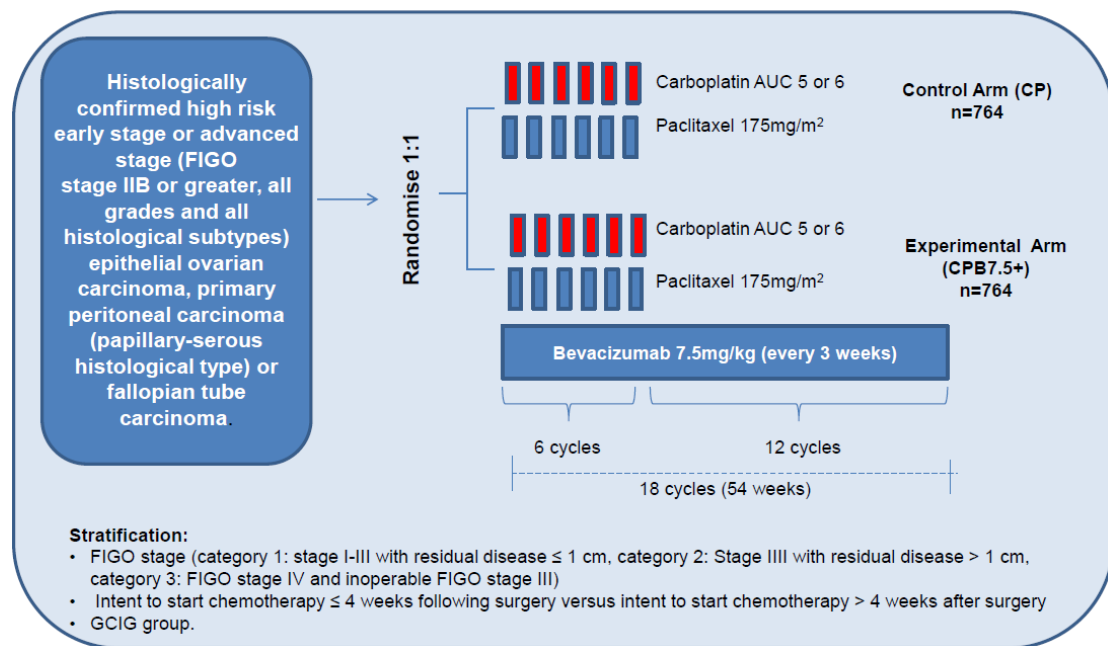 Histologically
confirmed high risk
early stage or advanced
stage (FIGO
stage IIB or greater, all
grades and all
histological subtypes)
epithelial ovarian
carcinoma, primary
peritoneal carcinoma
(papillary-serous
histological type) or
fallopian tube
carcinoma.
Randomise 1:1
Carboplatin AUC 5 or 6
Paclitaxel 175mg/m²
Control Arm (CP)
n=764
Carboplatin AUC 5 or 6
Paclitaxel 175mg/m²
Experimental Arm
(CPB7.5+)
n=764
Bevacizumab 7.5mg/kg (every 3 weeks)
6 cycles
12 cycles
18 cycles (54 weeks)
Stratification:
• FIGO stage (category 1: stage I-III with residual disease ≤ 1 cm, category 2: Stage IIII with residual disease > 1 cm,
category 3: FIGO stage IV and inoperable FIGO stage III)
• Intent to start chemotherapy ≤ 4 weeks following surgery versus intent to start chemotherapy > 4 weeks after surgery
• GCIG group.